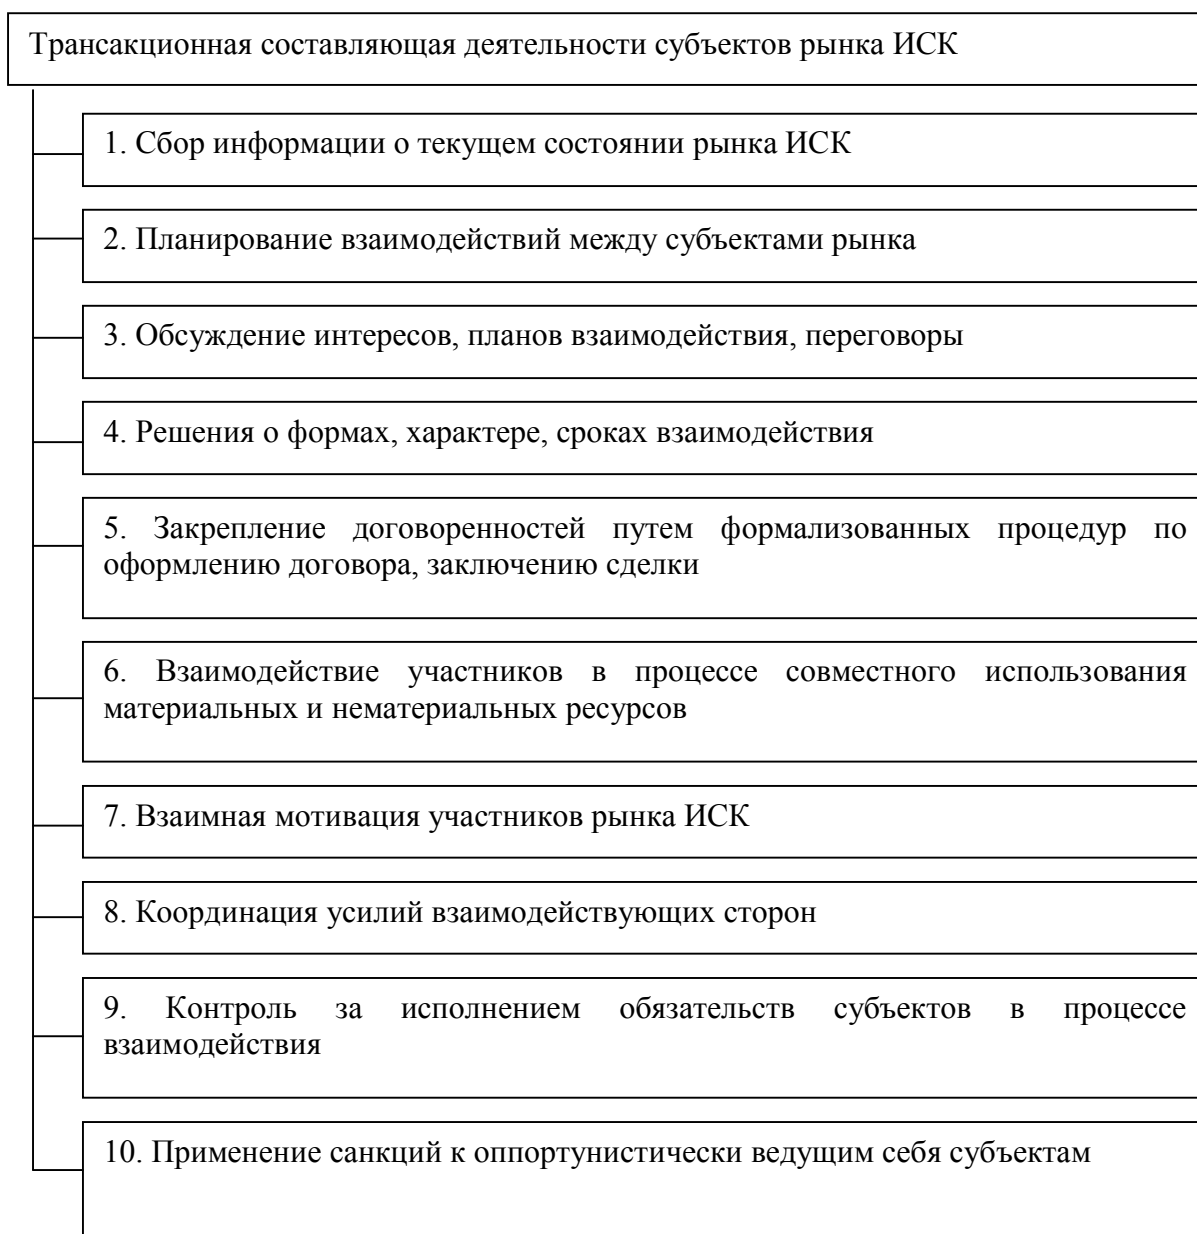 Трансакционная составляющая деятельности субъектов рынка ИСК
1. Сбор информации о текущем состоянии рынка ИСК
2. Планирование взаимодействий между субъектами рынка
3. Обсуждение интересов, планов взаимодействия, переговоры
4. Решения о формах, характере, сроках взаимодействия
5. Закрепление договоренностей путем формализованных процедур по
оформлению договора, заключению сделки
6. Взаимодействие участников в процессе совместного использования
материальных и нематериальных ресурсов
7. Взаимная мотивация участников рынка ИСК
8. Координация усилий взаимодействующих сторон
9. Контроль за исполнением обязательств субъектов в процессе
взаимодействия
10. Применение санкций к оппортунистически ведущим себя субъектам